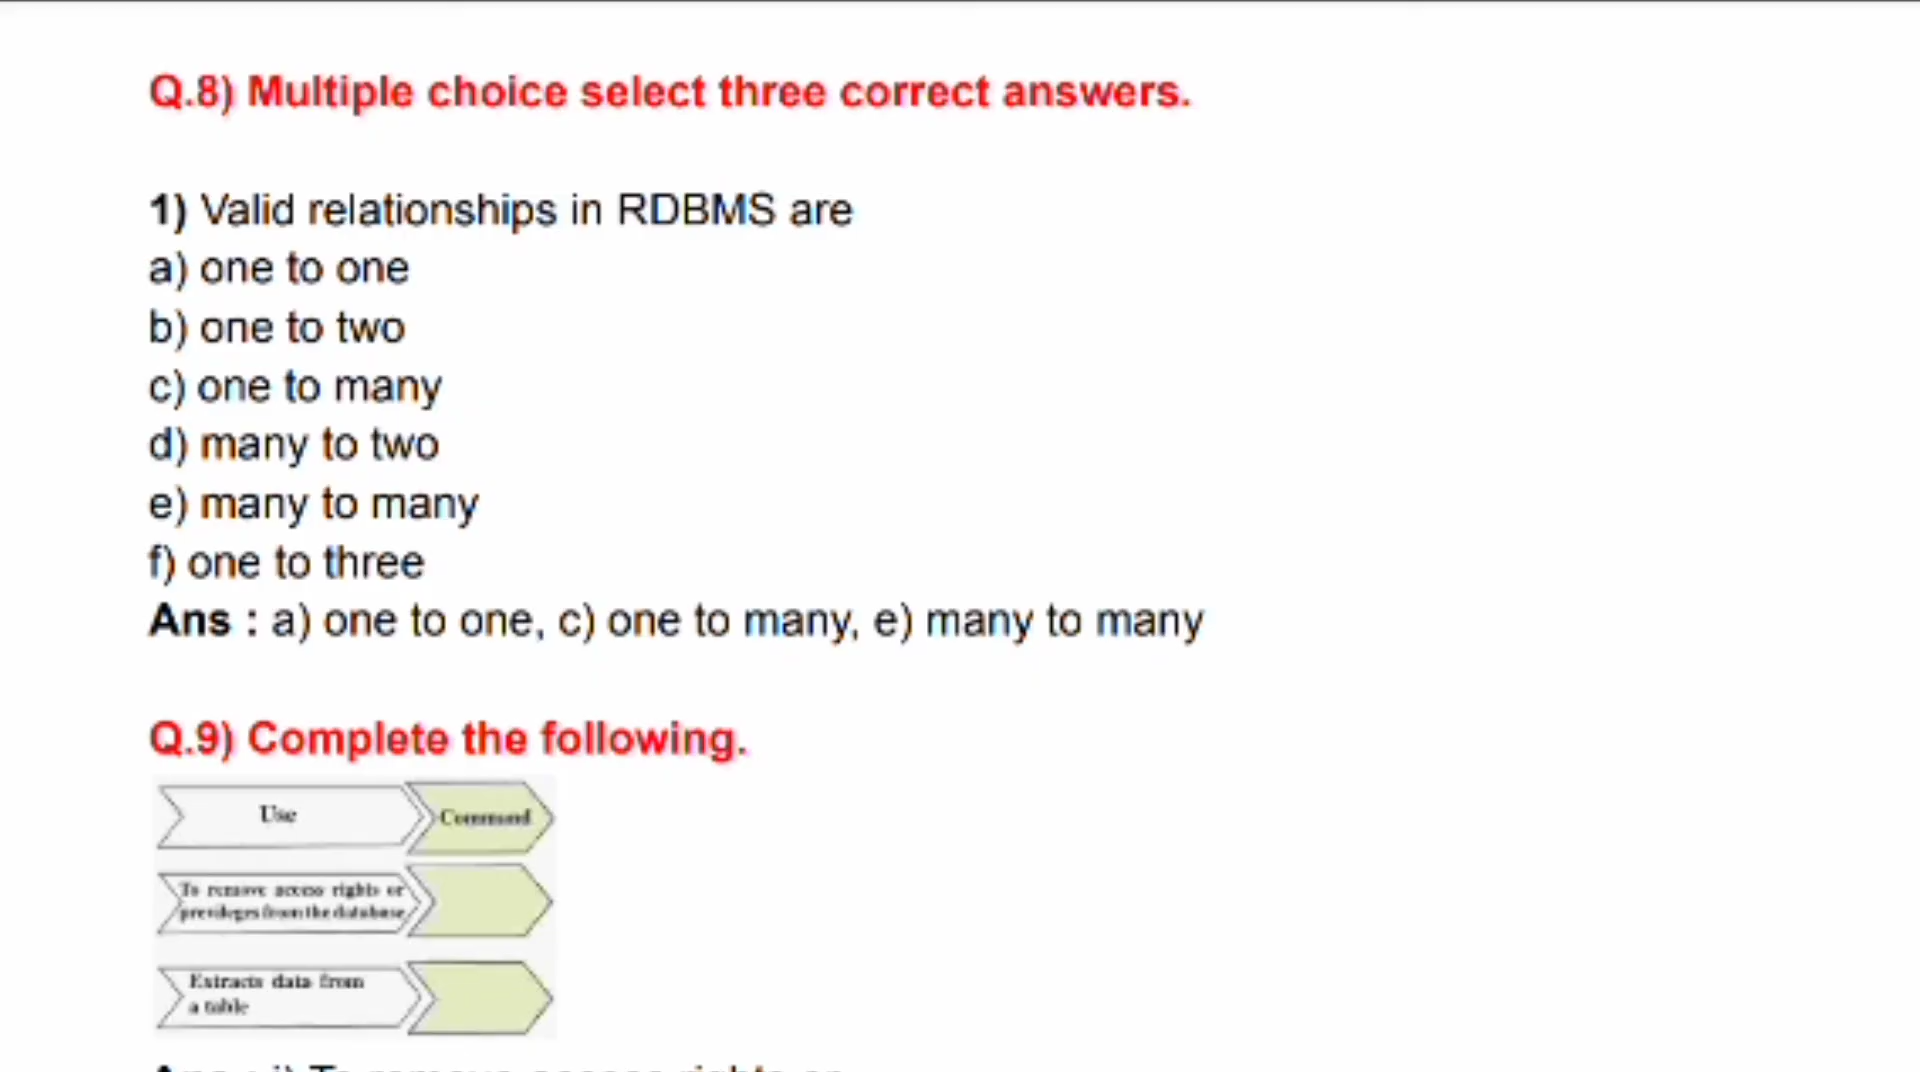 Q.8) Multiple choice select three correct answers.
1) Valid relationships in RDBMS are
a) one to one
b) one to two
c) one to many
d) many to two
e) many to many
f) one to three
Ans : a) one to one, c) one to many, e) many to many
Q.9) Complete the following.
Use
Command
To remove access rights or
previleges from the database
Extracts data from
a table